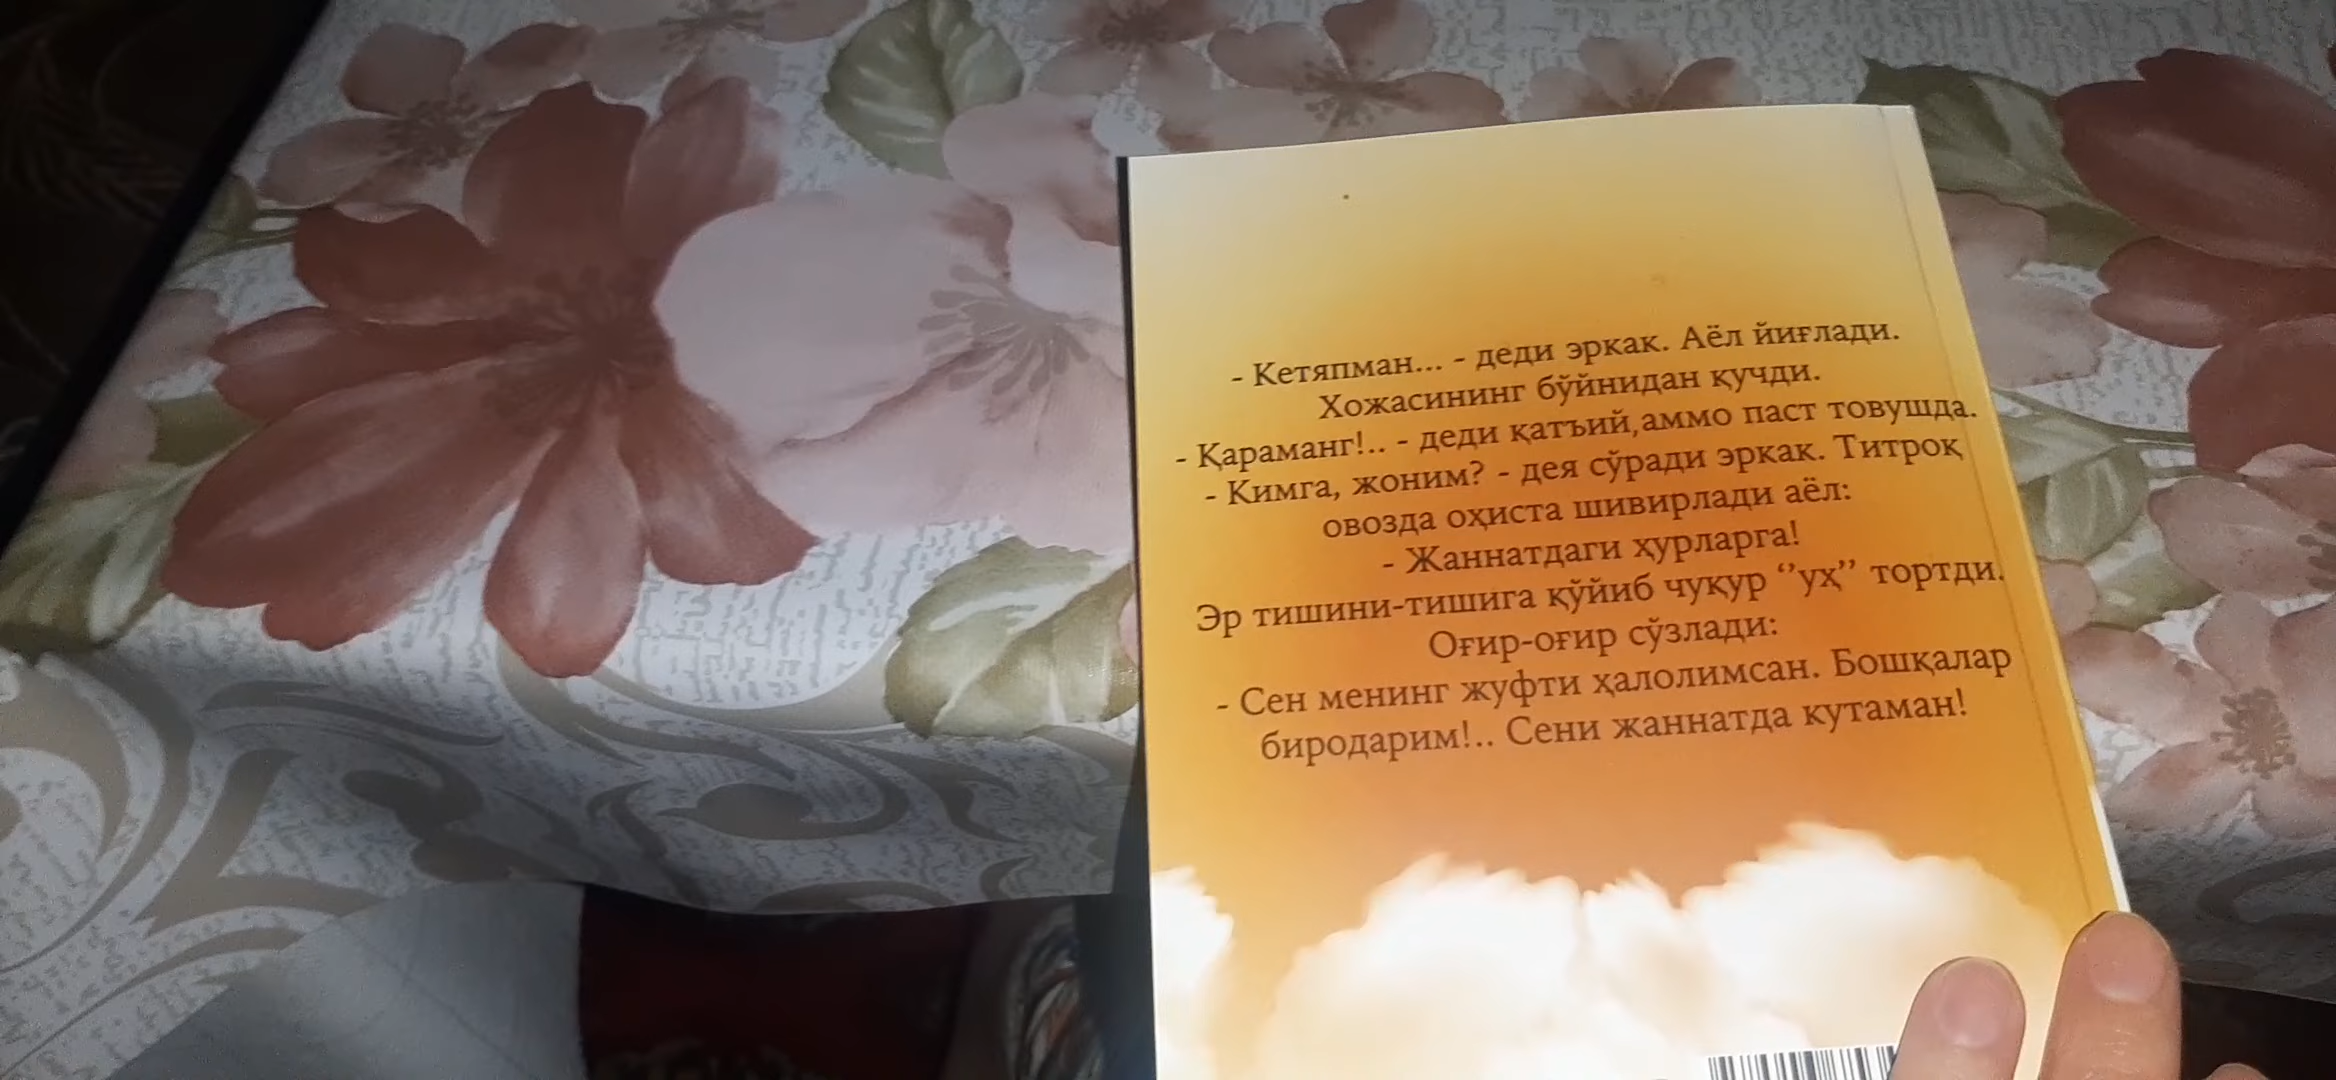 - Кетяпман... - деди эркак. Аёл йиғлади.
Хожасининг бўйнидан қучди.
- Қараманг!.. - деди қатъий,аммо паст товушда.
- Кимга, жоним? - дея сўради эркак. Титроқ
овозда оҳиста шивирлади аёл:
- Жаннатдаги ҳурларга!
Эр тишини-тишига қўйиб чуқур ‘’уҳ’’ тортди.
Оғир-оғир сўзлади:
- Сен менинг жуфти ҳалолимсан. Бошқалар
биродарим!.. Сени жаннатда кутаман!